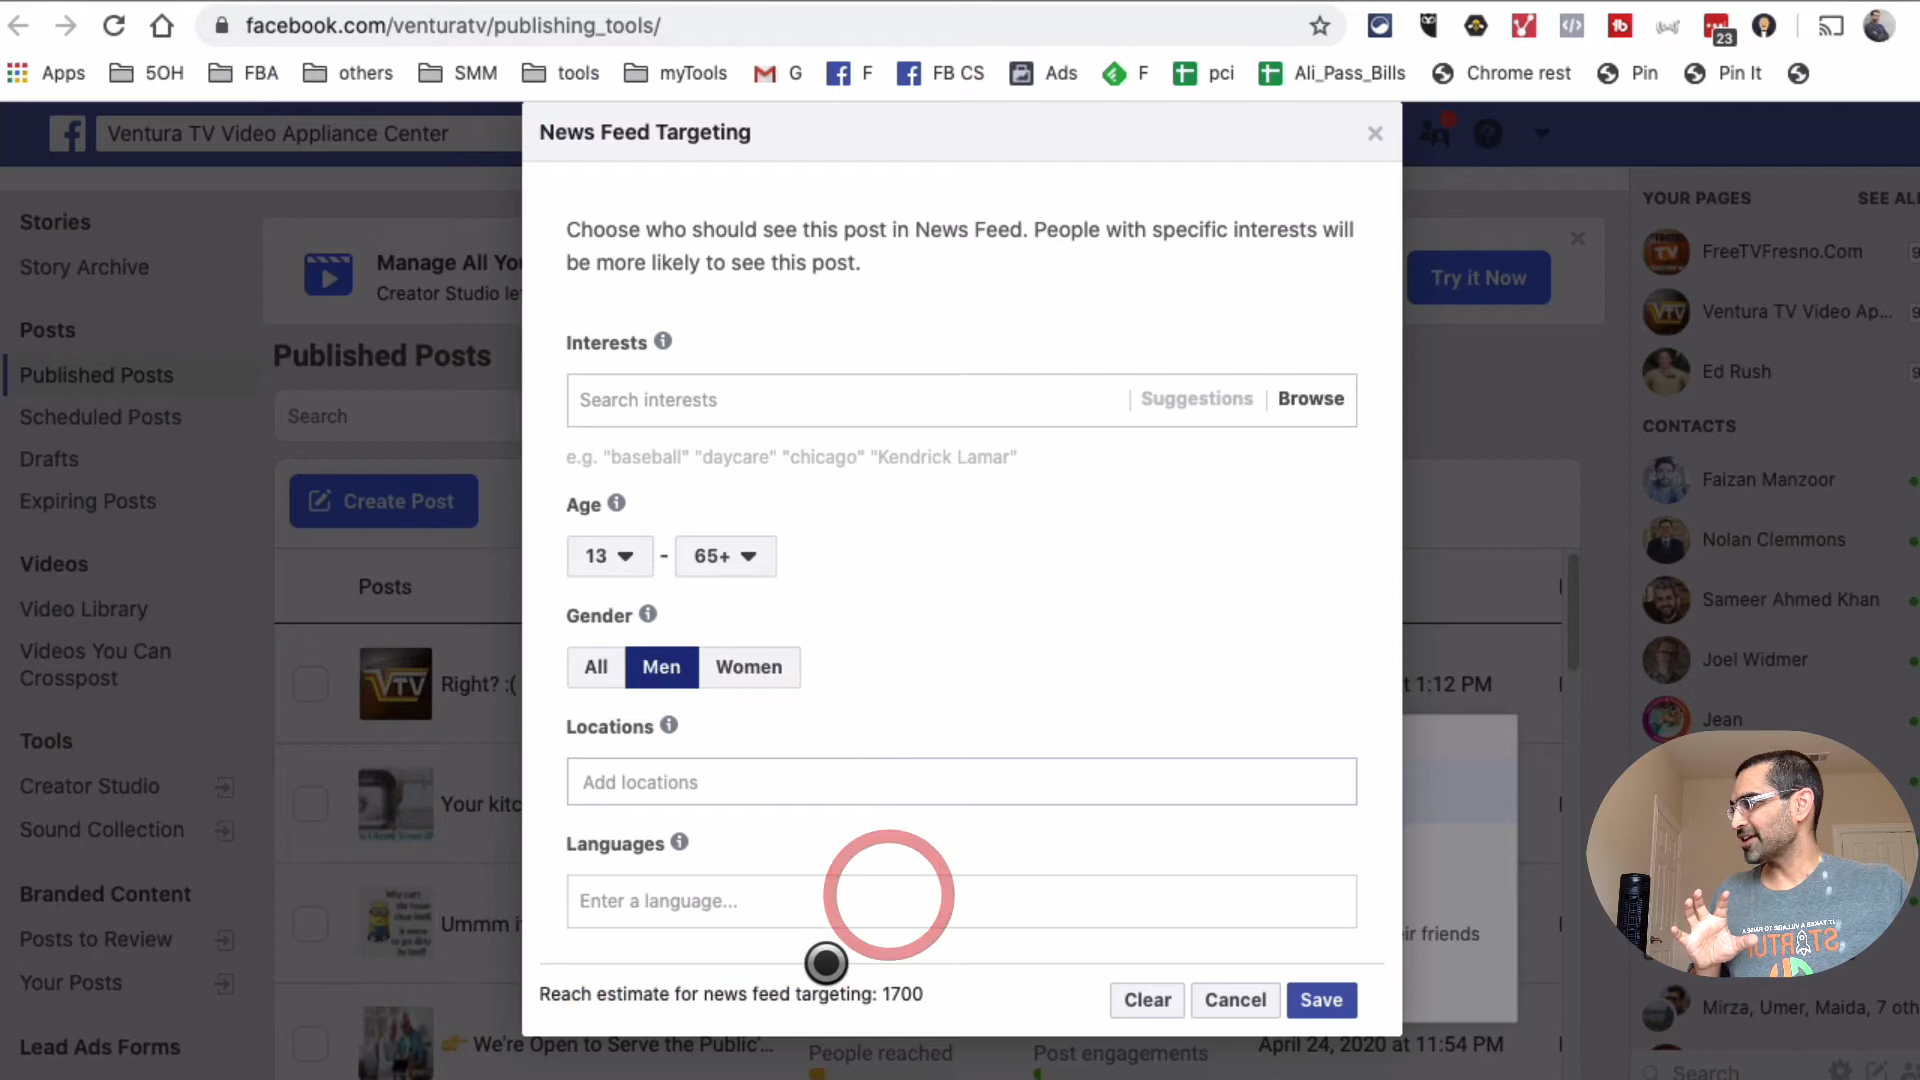 facebook.com/venturatv/publishing_tools/
23
Apps
5OH
FBA
others
SMM
tools
myTools
G
F
FB CS
Ads
F
pci
Ali_Pass_Bills
Chrome rest
Pin
Pin It
Ventura TV Video Appliance Center
News Feed Targeting
Choose who should see this post in News Feed. People with specific interests will
be more likely to see this post.
Interests
Search interests
Suggestions
Browse
e.g. "baseball" "daycare" "chicago" "Kendrick Lamar"
Age
13
-
65+
Gender
All
Men
Women
Locations
Add locations
Languages
Enter a language...
Reach estimate for news feed targeting: 1700
Clear
Cancel
Save
Stories
Story Archive
Posts
Published Posts
Scheduled Posts
Drafts
Expiring Posts
Videos
Video Library
Videos You Can
Crosspost
Tools
Creator Studio
Sound Collection
Branded Content
Posts to Review
Your Posts
Lead Ads Forms
Manage All You
Creator Studio let
Try it Now
Published Posts
Search
Create Post
Posts
VTV
Right? :(
t 1:12 PM
Your kitc
Ummm i
eir friends
We're Open to Serve the Public'...
People reached
Post engagements
April 24, 2020 at 11:54 PM
YOUR PAGES
SEE ALL
TV
FreeTVFresno.Com
VTV
Ventura TV Video Ap...
Ed Rush
CONTACTS
Faizan Manzoor
Nolan Clemmons
Sameer Ahmed Khan
Joel Widmer
Jean
Mirza, Umer, Maida, 7 oth
Search